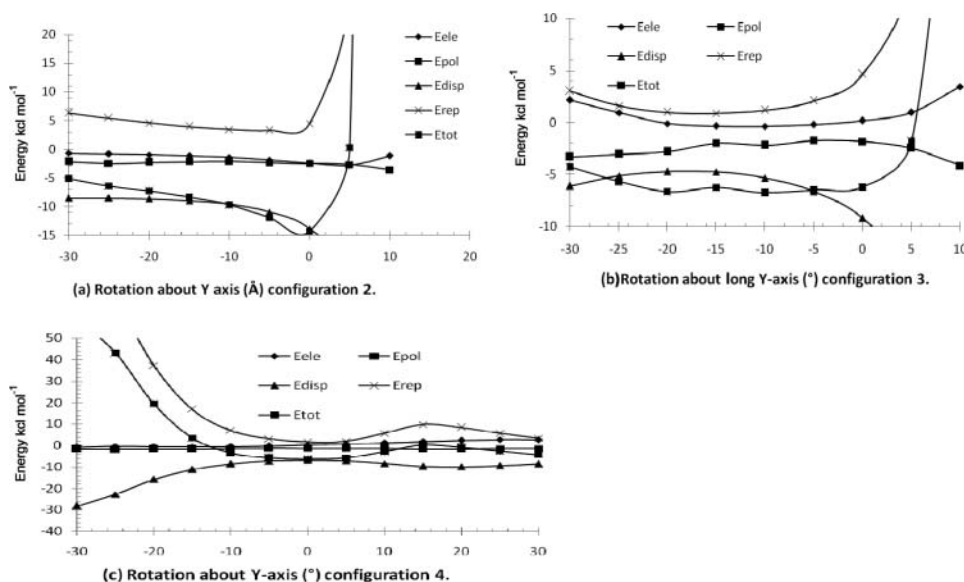 20
15
10
5
0
-5
-10
-15
Energy kcl mol-1
-30 -20 -10 0 10 20
Eele
Epol
Edisp
Erep
Etot
(a) Rotation about Y axis (Å) configuration 2.
10
5
0
-5
-10
Energy kcl mol-1
-30 -25 -20 -15 -10 -5 0 5 10
Eele Epol
Edisp Erep
Etot
(b)Rotation about long Y-axis (°) configuration 3.
50
40
30
20
10
0
-10
-20
-30
-40
Energy kcl mol-1
-30 -20 -10 0 10 20 30
Eele Epol
Edisp Erep
Etot
(c) Rotation about Y-axis (°) configuration 4.